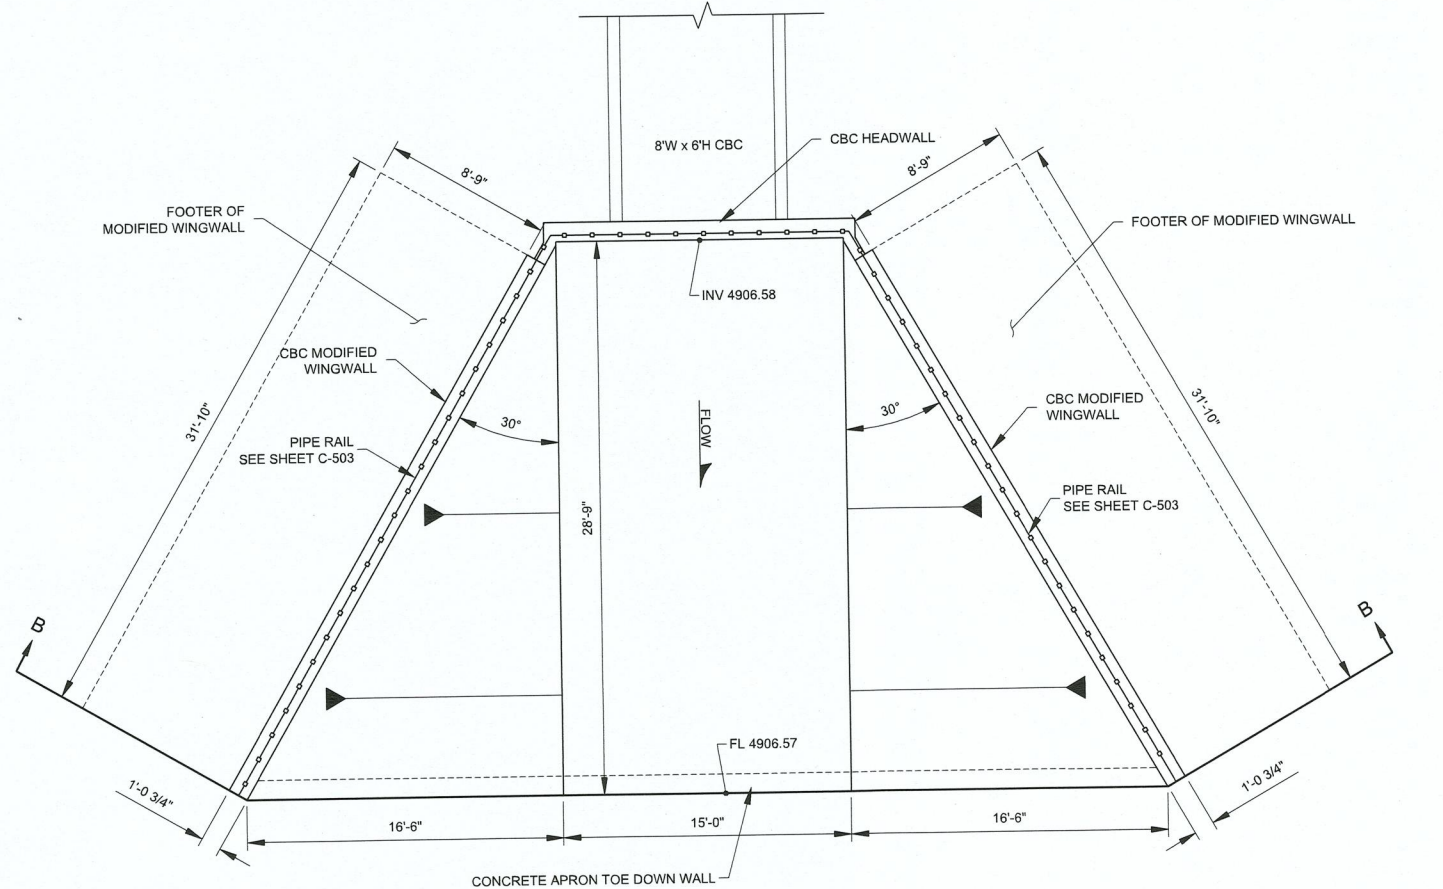 8'W x 6'H CBC
CBC HEADWALL
8'-9"
8'-9"
FOOTER OF
MODIFIED WINGWALL
FOOTER OF MODIFIED WINGWALL
INV 4906.58
CBC MODIFIED
WINGWALL
31'-10"
31'-10"
30°
30°
FLOW
CBC MODIFIED
WINGWALL
PIPE RAIL
SEE SHEET C-503
PIPE RAIL
SEE SHEET C-503
28'-9"
B
B
FL 4906.57
1'-0 3/4"
1'-0 3/4"
16'-6"
15'-0"
16'-6"
CONCRETE APRON TOE DOWN WALL